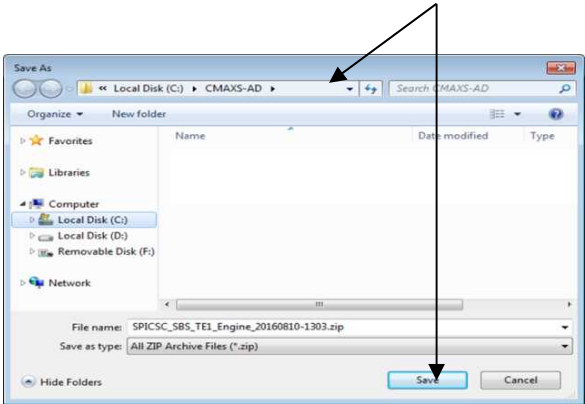 Save As
« Local Disk (C:) ▸ CMAXS-AD ▸ Search CMAXS-AD
Organize ▾ New folder
Name Date modified Type
Favorites
Libraries
Computer
Local Disk (C:)
Local Disk (D:)
Removable Disk (F:)
Network
File name: SPICSC_SBS_TE1_Engine_20160810-1303.zip
Save as type: All ZIP Archive Files (*.zip)
Hide Folders Save Cancel